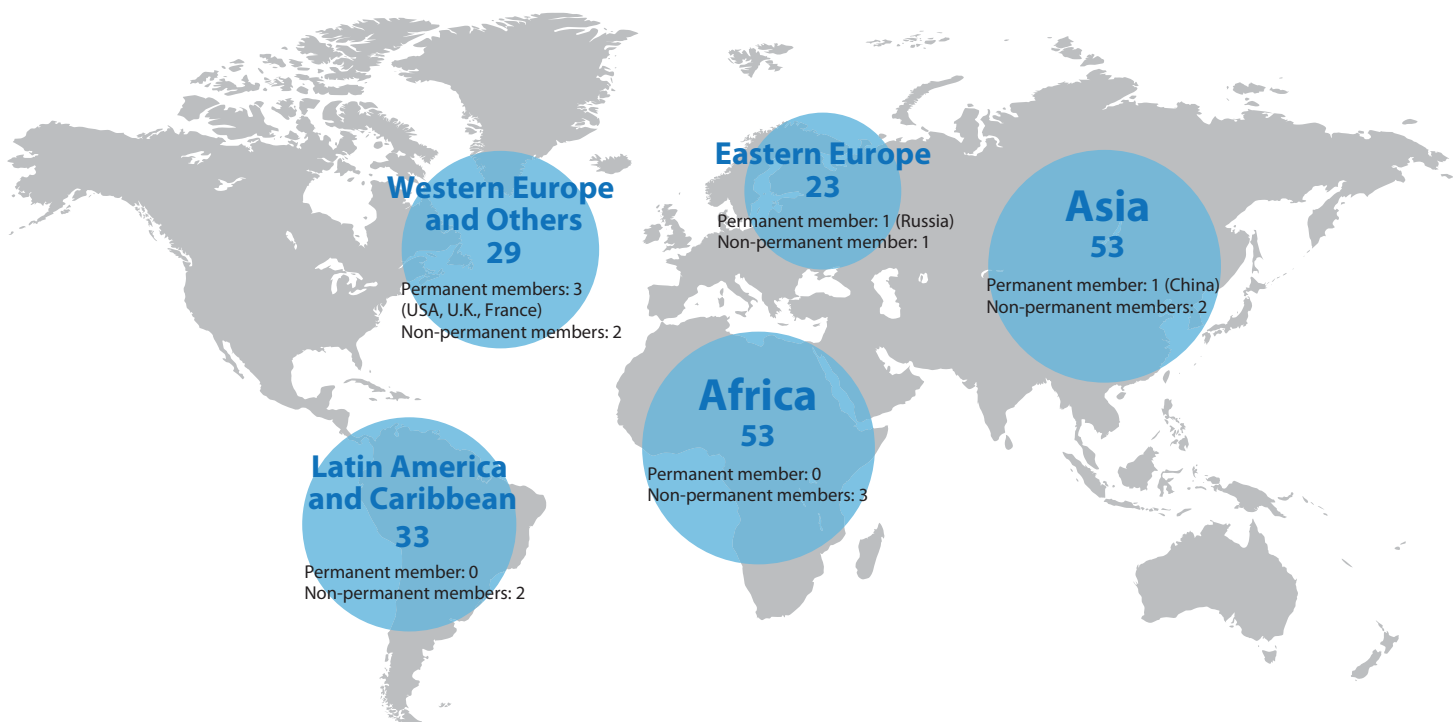 Western Europe
and Others
29
Permanent members: 3
(USA, U.K., France)
Non-permanent members: 2
Eastern Europe
23
Permanent member: 1 (Russia)
Non-permanent member: 1
Asia
53
Permanent member: 1 (China)
Non-permanent members: 2
Africa
53
Permanent member: 0
Non-permanent members: 3
Latin America
and Caribbean
33
Permanent member: 0
Non-permanent members: 2